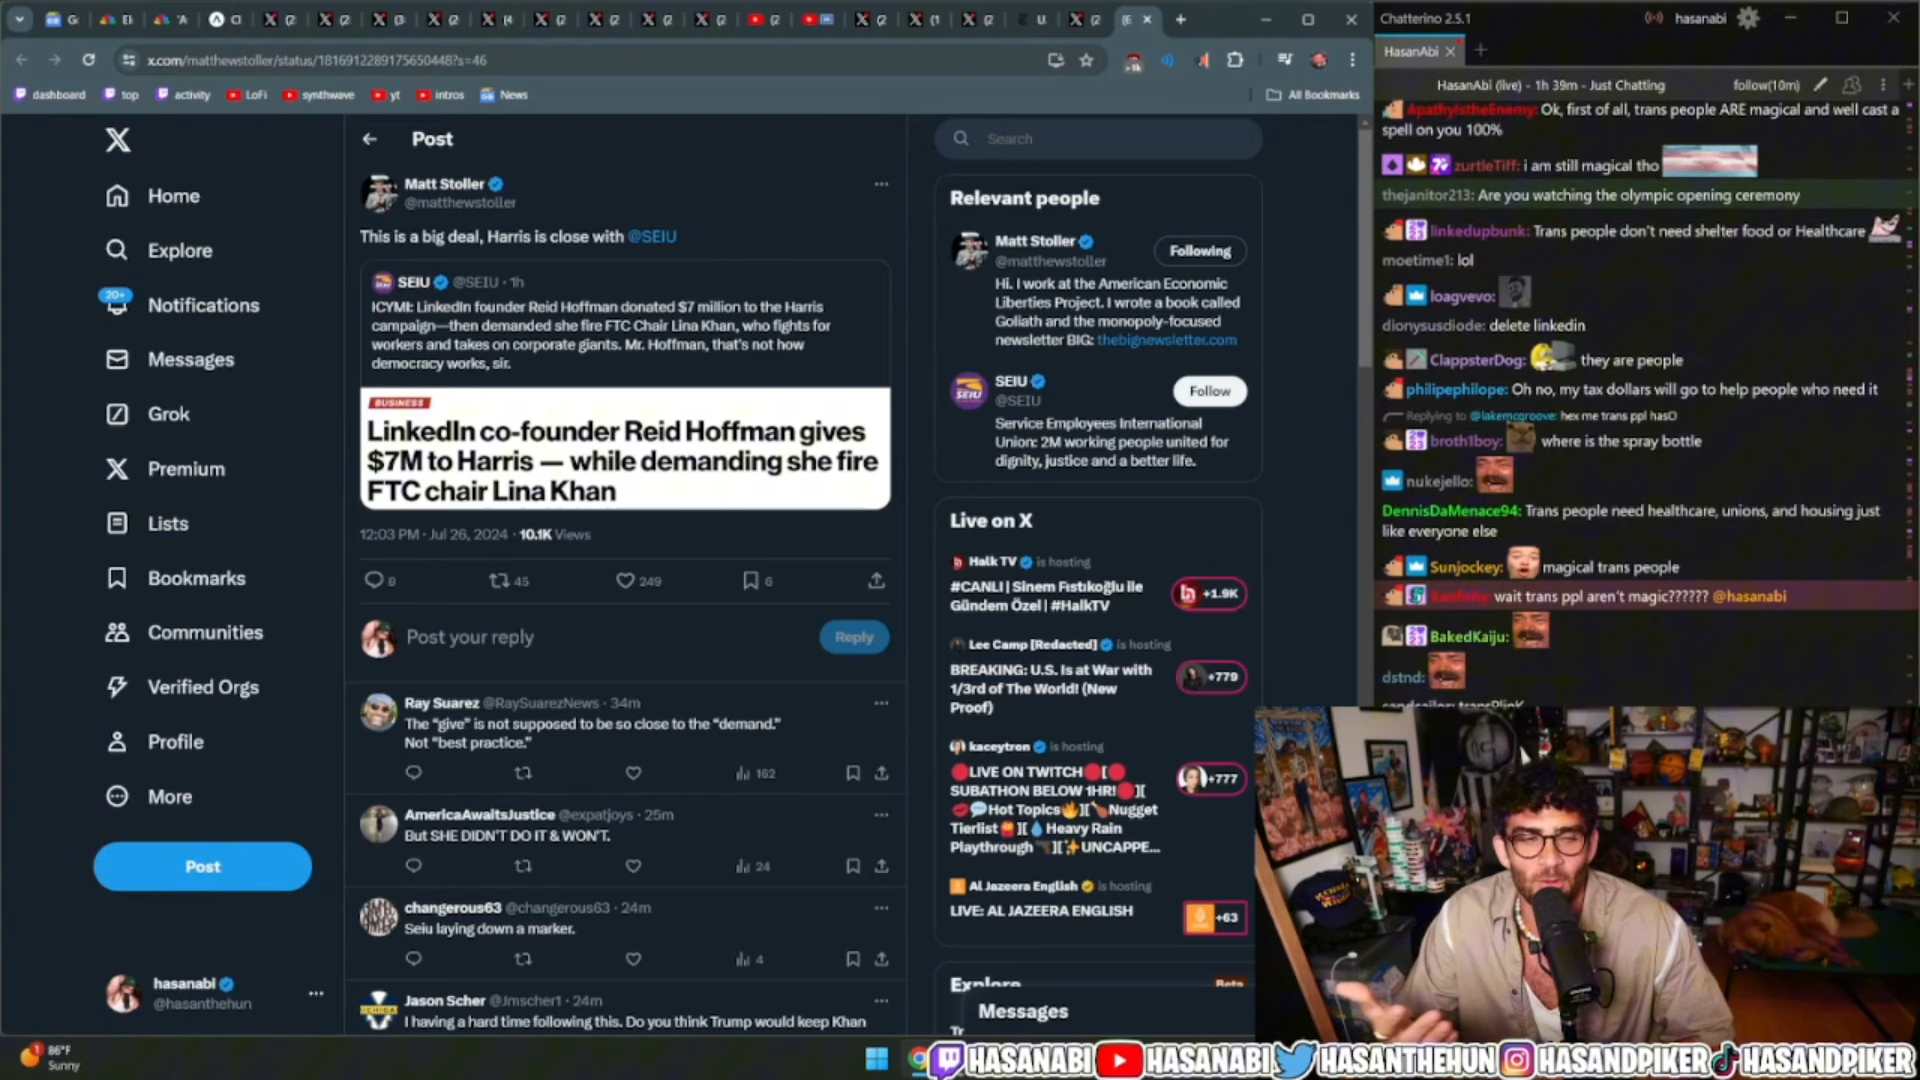 x.com/matthewstoller/status/1816912289175650448?s=46
dashboard
top
activity
LoFi
synthwave
yt
intros
News
All Bookmarks
Home
Explore
20+
Notifications
Messages
Grok
Premium
Lists
Bookmarks
Communities
Verified Orgs
Profile
More
Post
hasanabi
@hasanthehun
Post
Matt Stoller
@matthewstoller
This is a big deal, Harris is close with @SEIU
SEIU @SEIU · 1h
ICYMI: LinkedIn founder Reid Hoffman donated $7 million to the Harris
campaign—then demanded she fire FTC Chair Lina Khan, who fights for
workers and takes on corporate giants. Mr. Hoffman, that's not how
democracy works, sir.
BUSINESS
LinkedIn co-founder Reid Hoffman gives
$7M to Harris — while demanding she fire
FTC chair Lina Khan
12:03 PM · Jul 26, 2024 · 10.1K Views
8
45
249
6
Post your reply
Reply
Ray Suarez @RaySuarezNews · 34m
The “give” is not supposed to be so close to the “demand.”
Not “best practice.”
162
AmericaAwaitsJustice @expatjoys · 25m
But SHE DIDN'T DO IT & WON'T.
24
changerous63 @changerous63 · 24m
Seiu laying down a marker.
4
Jason Scher @Jmscher1 · 24m
I having a hard time following this. Do you think Trump would keep Khan
Search
Relevant people
Matt Stoller
@matthewstoller
Following
Hi. I work at the American Economic
Liberties Project. I wrote a book called
Goliath and the monopoly-focused
newsletter BIG: thebignewsletter.com
SEIU
@SEIU
Follow
Service Employees International
Union: 2M working people united for
dignity, justice and a better life.
Live on X
Halk TV is hosting
#CANLI | Sinem Fıstıkoğlu ile
Gündem Özel | #HalkTV
+1.9K
Lee Camp [Redacted] is hosting
BREAKING: U.S. Is at War with
1/3rd of The World! (New
Proof)
+779
kaceytron is hosting
🔴LIVE ON TWITCH🔴[🔴
SUBATHON BELOW 1HR!🔴][
💋💬Hot Topics🔥][🍗Nugget
Tierlist🍟][💧Heavy Rain
Playthrough🔫][✨UNCAPPE...
+777
Al Jazeera English is hosting
LIVE: AL JAZEERA ENGLISH
+63
Explore
Beta
Messages
Chatterino 2.5.1
hasanabi
HasanAbi
HasanAbi (live) - 1h 39m - Just Chatting
follow(10m)
ApathyIstheEnemy: Ok, first of all, trans people ARE magical and well cast a
spell on you 100%
zurtleTiff: i am still magical tho
thejanitor213: Are you watching the olympic opening ceremony
linkedupbunk: Trans people don't need shelter food or Healthcare
moetime1: lol
loagvevo:
dionysusdiode: delete linkedin
ClappsterDog: they are people
philipephilope: Oh no, my tax dollars will go to help people who need it
Replying to @lakemcgroove: hex me trans ppl hasO
broth1boy: where is the spray bottle
nukejello:
DennisDaMenace94: Trans people need healthcare, unions, and housing just
like everyone else
Sunjockey: magical trans people
wait trans ppl aren't magic?????? @hasanabi
BakedKaiju:
dstnd:
86°F
Sunny
HASANABI
HASANABI
HASANTHEHUN
HASANDPIKER
HASANDPIKER